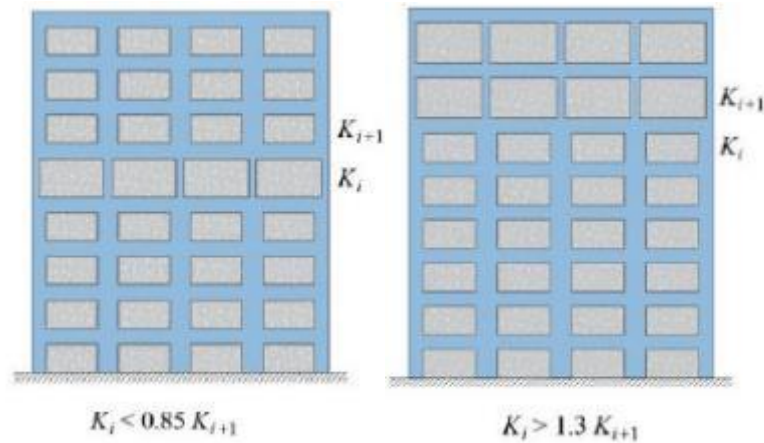 K_{i+1}
K_i
K_i < 0.85 K_{i+1}
K_{i+1}
K_i
K_i > 1.3 K_{i+1}